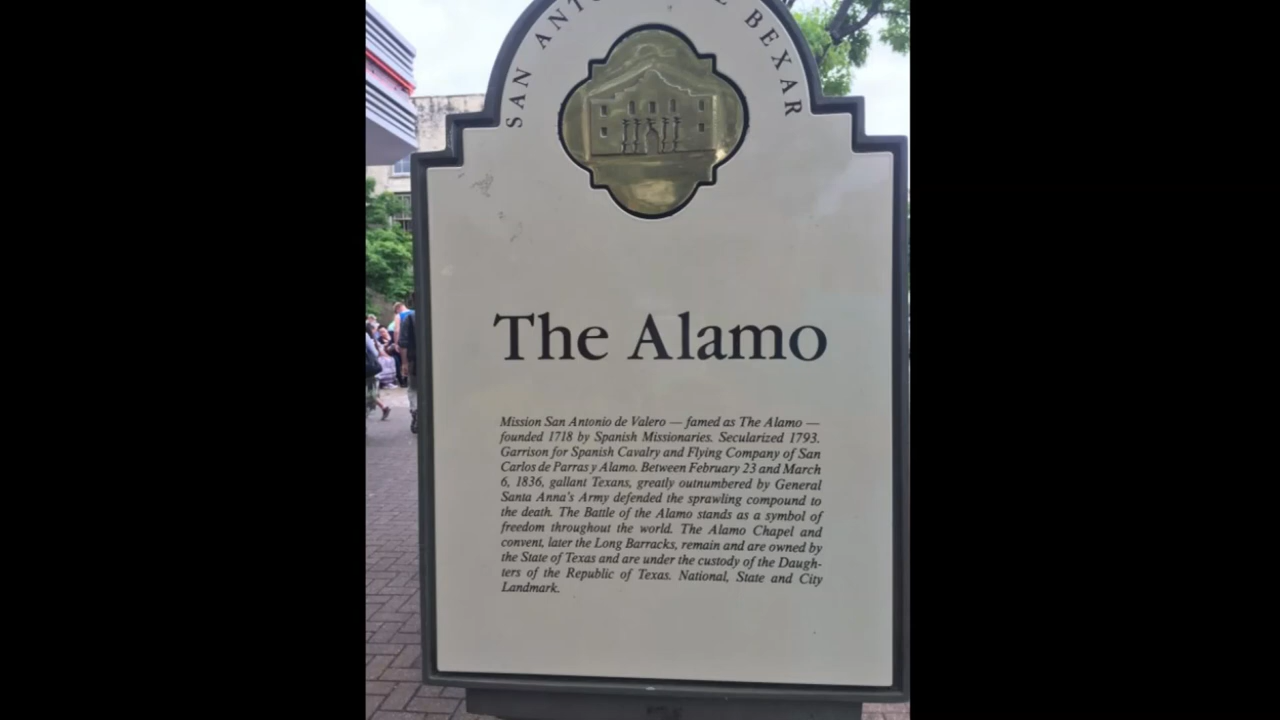 SAN ANTO BEXAR
The Alamo
Mission San Antonio de Valero — famed as The Alamo —
founded 1718 by Spanish Missionaries. Secularized 1793.
Garrison for Spanish Cavalry and Flying Company of San
Carlos de Parras y Alamo. Between February 23 and March
6, 1836, gallant Texans, greatly outnumbered by General
Santa Anna's Army defended the sprawling compound to
the death. The Battle of the Alamo stands as a symbol of
freedom throughout the world. The Alamo Chapel and
convent, later the Long Barracks, remain and are owned by
the State of Texas and are under the custody of the Daugh-
ters of the Republic of Texas. National, State and City
Landmark.